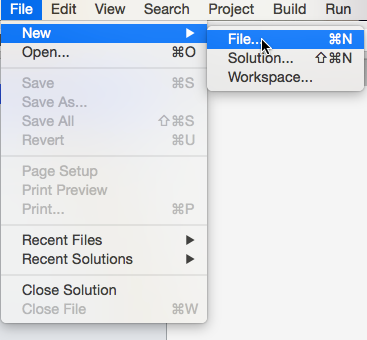 File Edit View Search Project Build Run
New ▶
File... ⌘N
Open... ⌘O
Solution... ⇧⌘N
Workspace...
Save ⌘S
Save As...
Save All ⇧⌘S
Revert ⌘U
Page Setup
Print Preview
Print... ⌘P
Recent Files ▶
Recent Solutions ▶
Close Solution
Close File ⌘W